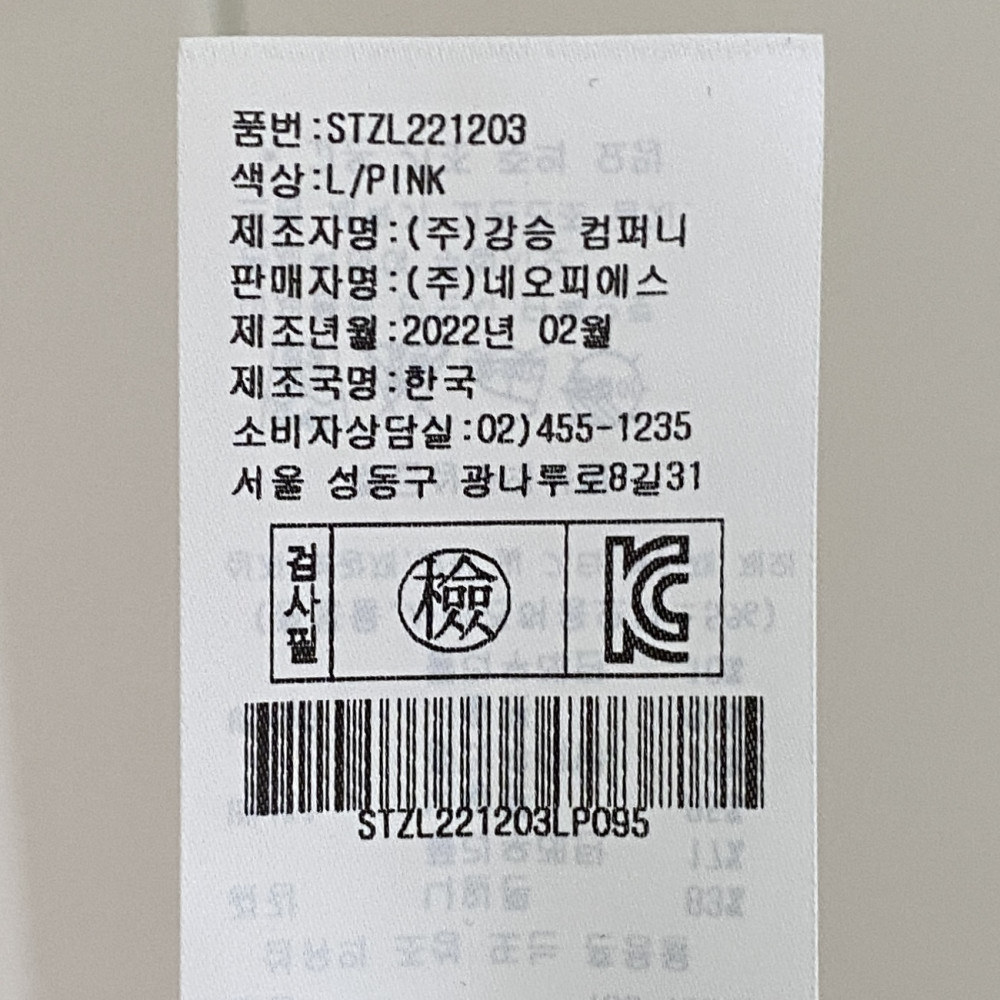 품번:STZL221203
색상:L/PINK
제조자명:(주)강승 컴퍼니
판매자명:(주)네오피에스
제조년월:2022년 02월
제조국명:한국
소비자상담실:02)455-1235
서울 성동구 광나루로8길31
검사필
檢
KC
STZL221203LP095